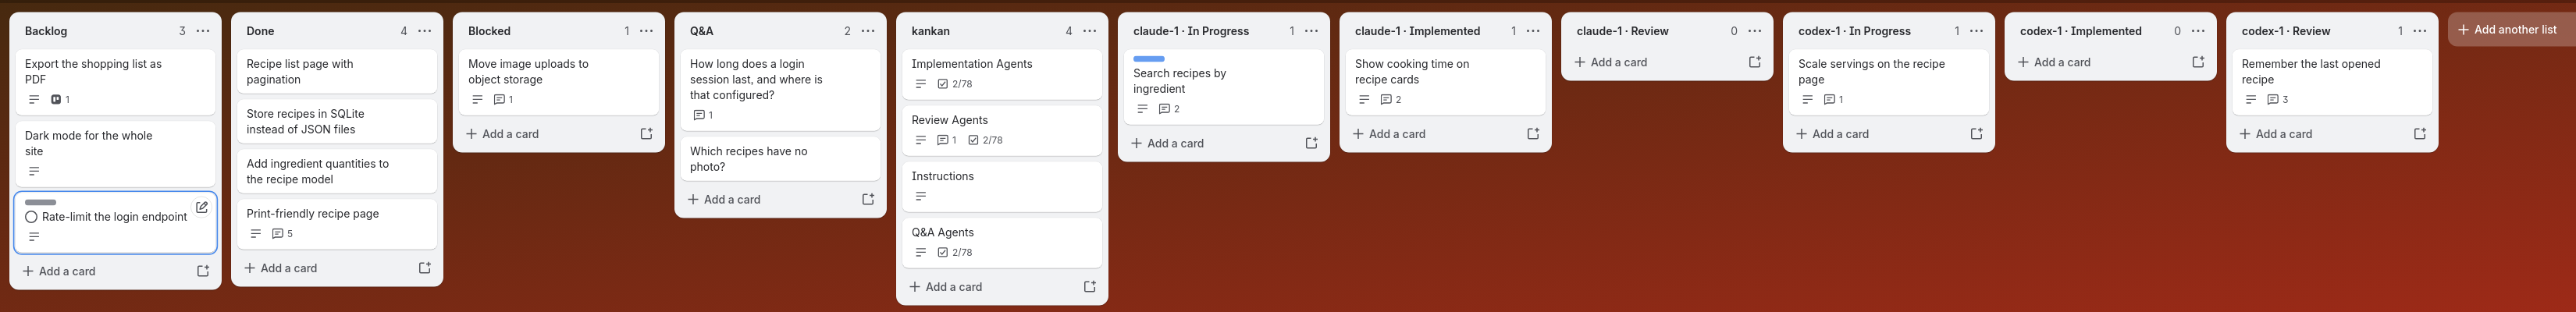 Backlog 3
Export the shopping list as
PDF
1
Dark mode for the whole
site
Rate-limit the login endpoint
Add a card
Done 4
Recipe list page with
pagination
Store recipes in SQLite
instead of JSON files
Add ingredient quantities to
the recipe model
Print-friendly recipe page
5
Add a card
Blocked 1
Move image uploads to
object storage
1
Add a card
Q&A 2
How long does a login
session last, and where is
that configured?
1
Which recipes have no
photo?
Add a card
kankan 4
Implementation Agents
2/78
Review Agents
1 2/78
Instructions
Q&A Agents
2/78
Add a card
claude-1 · In Progress 1
Search recipes by
ingredient
2
Add a card
claude-1 · Implemented 1
Show cooking time on
recipe cards
2
Add a card
claude-1 · Review 0
Add a card
codex-1 · In Progress 1
Scale servings on the recipe
page
1
Add a card
codex-1 · Implemented 0
Add a card
codex-1 · Review 1
Remember the last opened
recipe
3
Add a card
Add another list